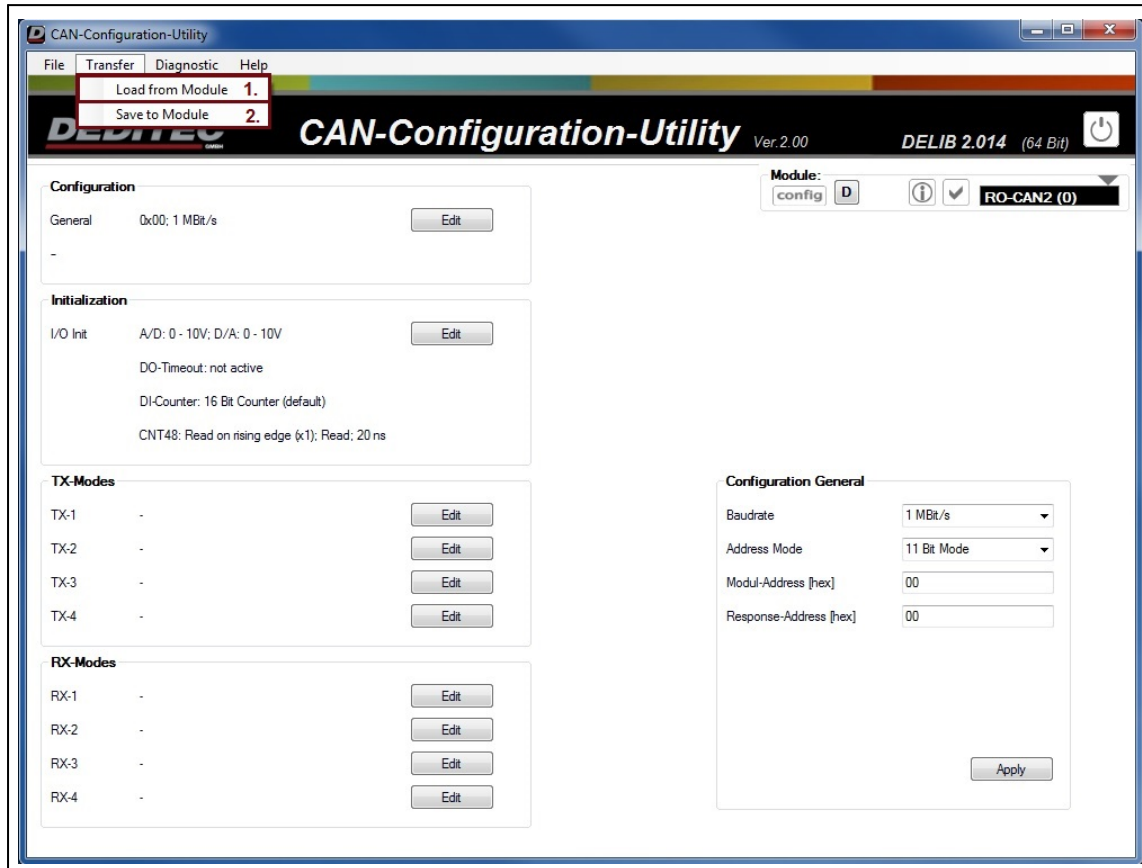 CAN-Configuration-Utility
File Transfer Diagnostic Help
Load from Module 1.
Save to Module 2.
DEDITEC GMBH
CAN-Configuration-Utility Ver.2.00
DELIB 2.014 (64 Bit)
Module:
config D RO-CAN2 (0)
Configuration
General 0x00; 1 MBit/s Edit
-
Initialization
I/O Init A/D: 0 - 10V; D/A: 0 - 10V Edit
DO-Timeout: not active
DI-Counter: 16 Bit Counter (default)
CNT48: Read on rising edge (x1); Read; 20 ns
TX-Modes
TX-1 - Edit
TX-2 - Edit
TX-3 - Edit
TX-4 - Edit
RX-Modes
RX-1 - Edit
RX-2 - Edit
RX-3 - Edit
RX-4 - Edit
Configuration General
Baudrate 1 MBit/s
Address Mode 11 Bit Mode
Modul-Address [hex] 00
Response-Address [hex] 00
Apply